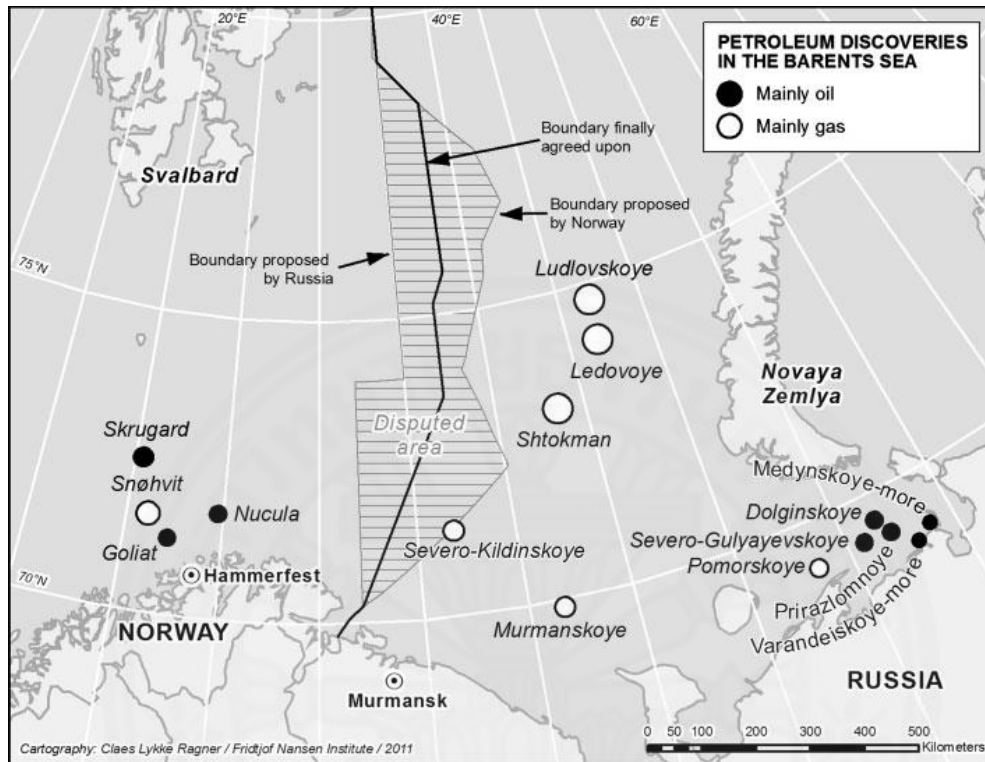 20°E
40°E
60°E
PETROLEUM DISCOVERIES
IN THE BARENTS SEA
Mainly oil
Mainly gas
Boundary finally
agreed upon
Svalbard
Boundary proposed
by Norway
Boundary proposed
by Russia
75°N
Ludlovskoye
Ledovoye
Novaya
Zemlya
Shtokman
Disputed
area
Skrugard
Snøhvit
Nucula
Goliat
Medynskoye-more
Dolginskoye
Severo-Gulyayevskoye
Pomorskoye
Prirazlomnoye
Varandeiskoye-more
Severo-Kildinskoye
70°N
Hammerfest
Murmanskoye
NORWAY
RUSSIA
Murmansk
0 50 100 200 300 400 500
Kilometers
Cartography: Claes Lykke Ragner / Fridtjof Nansen Institute / 2011